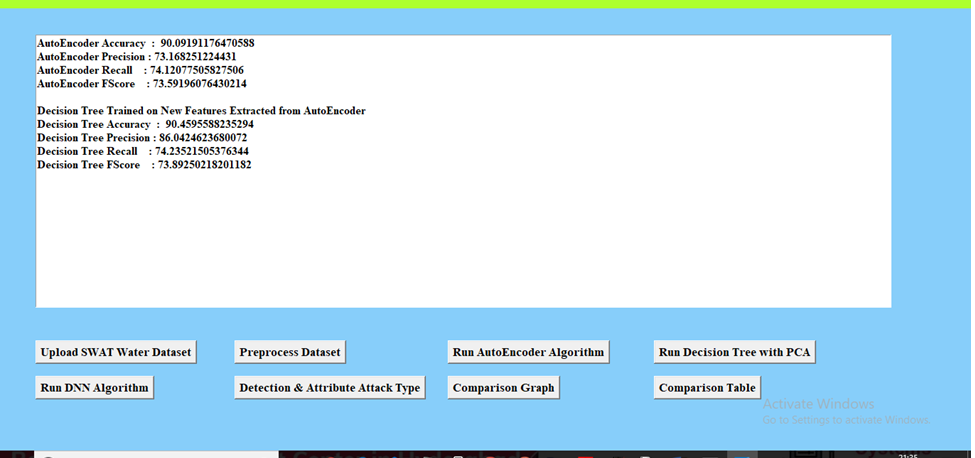 AutoEncoder Accuracy : 90.09191176470588
AutoEncoder Precision : 73.168251224431
AutoEncoder Recall : 74.12077505827506
AutoEncoder FScore : 73.59196076430214
Decision Tree Trained on New Features Extracted from AutoEncoder
Decision Tree Accuracy : 90.4595588235294
Decision Tree Precision : 86.0424623680072
Decision Tree Recall : 74.23521505376344
Decision Tree FScore : 73.89250218201182
Upload SWAT Water Dataset
Preprocess Dataset
Run AutoEncoder Algorithm
Run Decision Tree with PCA
Run DNN Algorithm
Detection & Attribute Attack Type
Comparison Graph
Comparison Table
Activate Windows
Go to Settings to activate Windows.